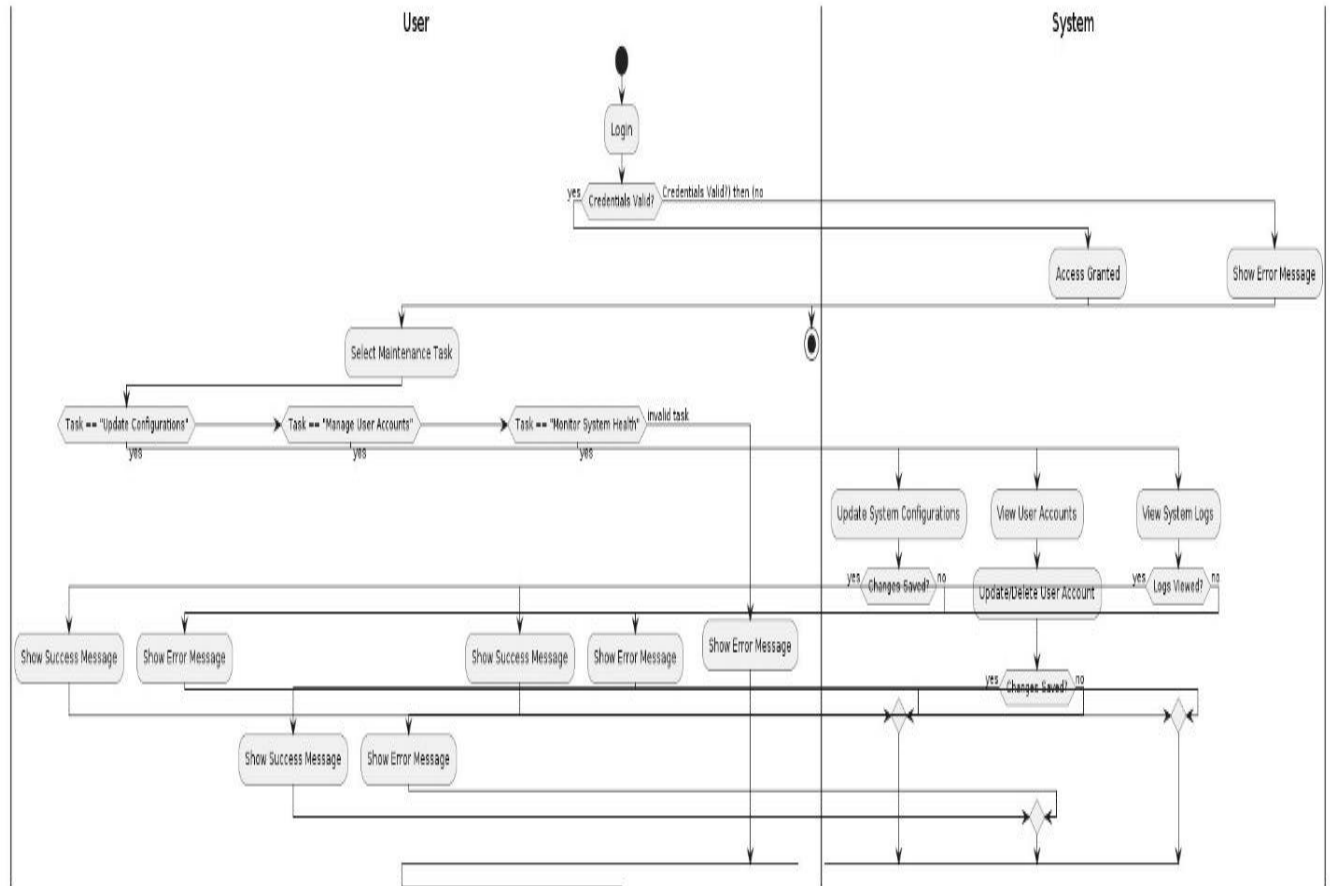 User
System
Login
yes
Credentials Valid?
Credentials Valid?) then (no
Access Granted
Show Error Message
Select Maintenance Task
Task == "Update Configurations"
Task == "Manage User Accounts"
Task == "Monitor System Health"
invalid task
yes
yes
yes
Update System Configurations
View User Accounts
View System Logs
yes
Changes Saved?
no
Update/Delete User Account
yes
Logs Viewed?
no
Show Success Message
Show Error Message
Show Success Message
Show Error Message
Show Error Message
yes
Changes Saved?
no
Show Success Message
Show Error Message